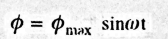 ϕ = ϕmax sinωt